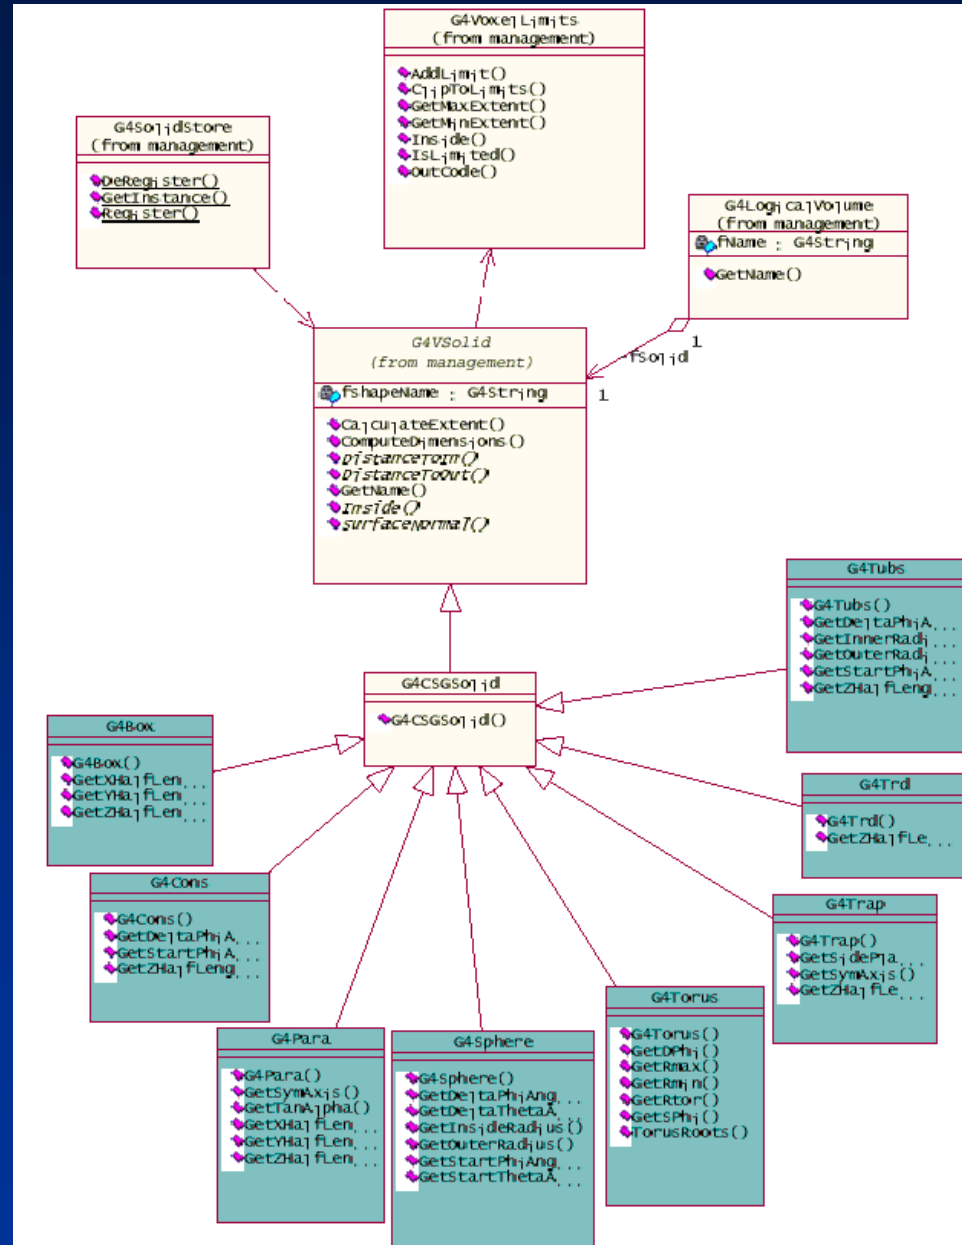 G4VoxelLimits
(from management)
AddLimit()
ClipToLimits()
GetMaxExtent()
GetMinExtent()
Inside()
IsLimited()
OutCode()
G4SolidStore
(from management)
DeRegister()
GetInstance()
Register()
G4LogicalVolume
(from management)
fName : G4String
GetName()
1
-fSolid
1
G4VSolid
(from management)
fshapeName : G4String
CalculateExtent()
ComputeDimensions()
DistanceToIn()
DistanceToOut()
GetName()
Inside()
SurfaceNormal()
G4Tubs
G4Tubs()
GetDeltaPhiA...
GetInnerRadi...
GetOuterRadi...
GetStartPhiA...
GetZHalfLeng...
G4CSGSolid
G4CSGSolid()
G4Box
G4Box()
GetXHalfLen...
GetYHalfLen...
GetZHalfLen...
G4Trd
G4Trd()
GetZHalfLe...
G4Cons
G4Cons()
GetDeltaPhiA...
GetStartPhiA...
GetZHalfLeng...
G4Trap
G4Trap()
GetSidePla...
GetSymAxis()
GetZHalfLe...
G4Para
G4Para()
GetSymAxis()
GetTanAlpha()
GetXHalfLen...
GetYHalfLen...
GetZHalfLen...
G4Sphere
G4Sphere()
GetDeltaPhiAng...
GetDeltaThetaA...
GetInsideRadius()
GetOuterRadius()
GetStartPhiAng...
GetStartThetaA...
G4Torus
G4Torus()
GetDPhi()
GetRmax()
GetRmin()
GetRtor()
GetSPhi()
TorusRoots()